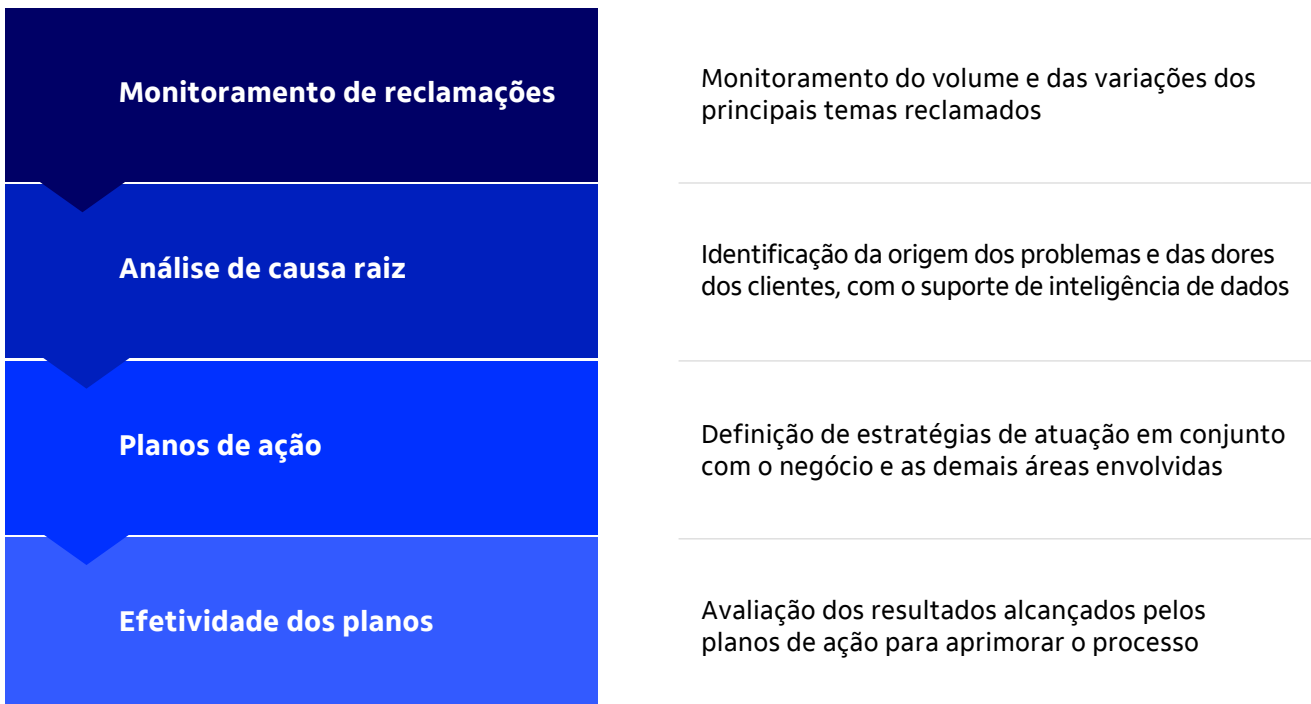 Monitoramento de reclamações
Monitoramento do volume e das variações dos
principais temas reclamados
Análise de causa raiz
Identificação da origem dos problemas e das dores
dos clientes, com o suporte de inteligência de dados
Planos de ação
Definição de estratégias de atuação em conjunto
com o negócio e as demais áreas envolvidas
Efetividade dos planos
Avaliação dos resultados alcançados pelos
planos de ação para aprimorar o processo